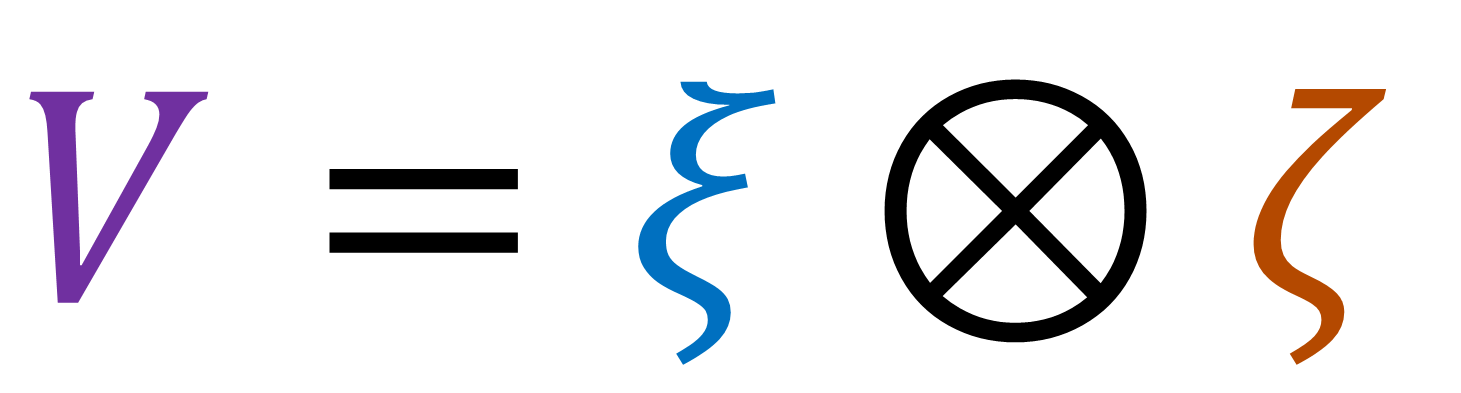 V = ξ ⊗ ζ